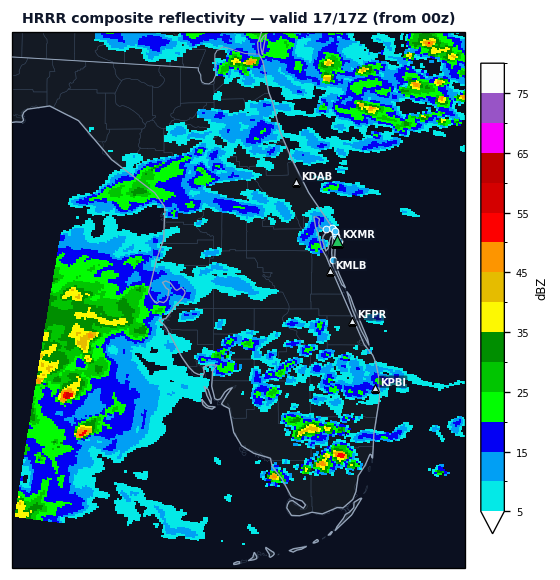 HRRR composite reflectivity — valid 17/17Z (from 00z)
KDAB
KXMR
KMLB
KFPR
KPBI
75
65
55
45
35
25
15
5
dBZ